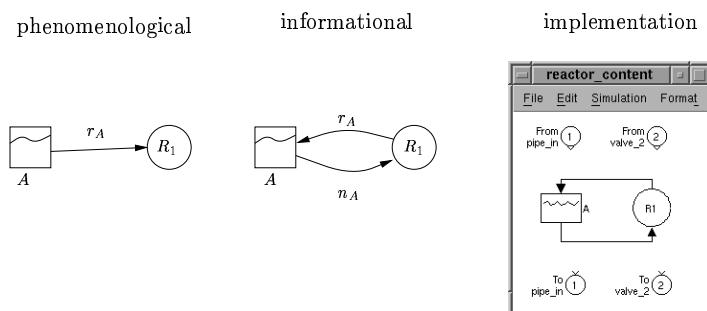 phenomenological
r_A
R_1
A
informational
r_A
R_1
A
n_A
implementation
reactor_content
File Edit Simulation Format
From pipe_in
1
From valve_2
2
A
R1
To pipe_in
1
To valve_2
2